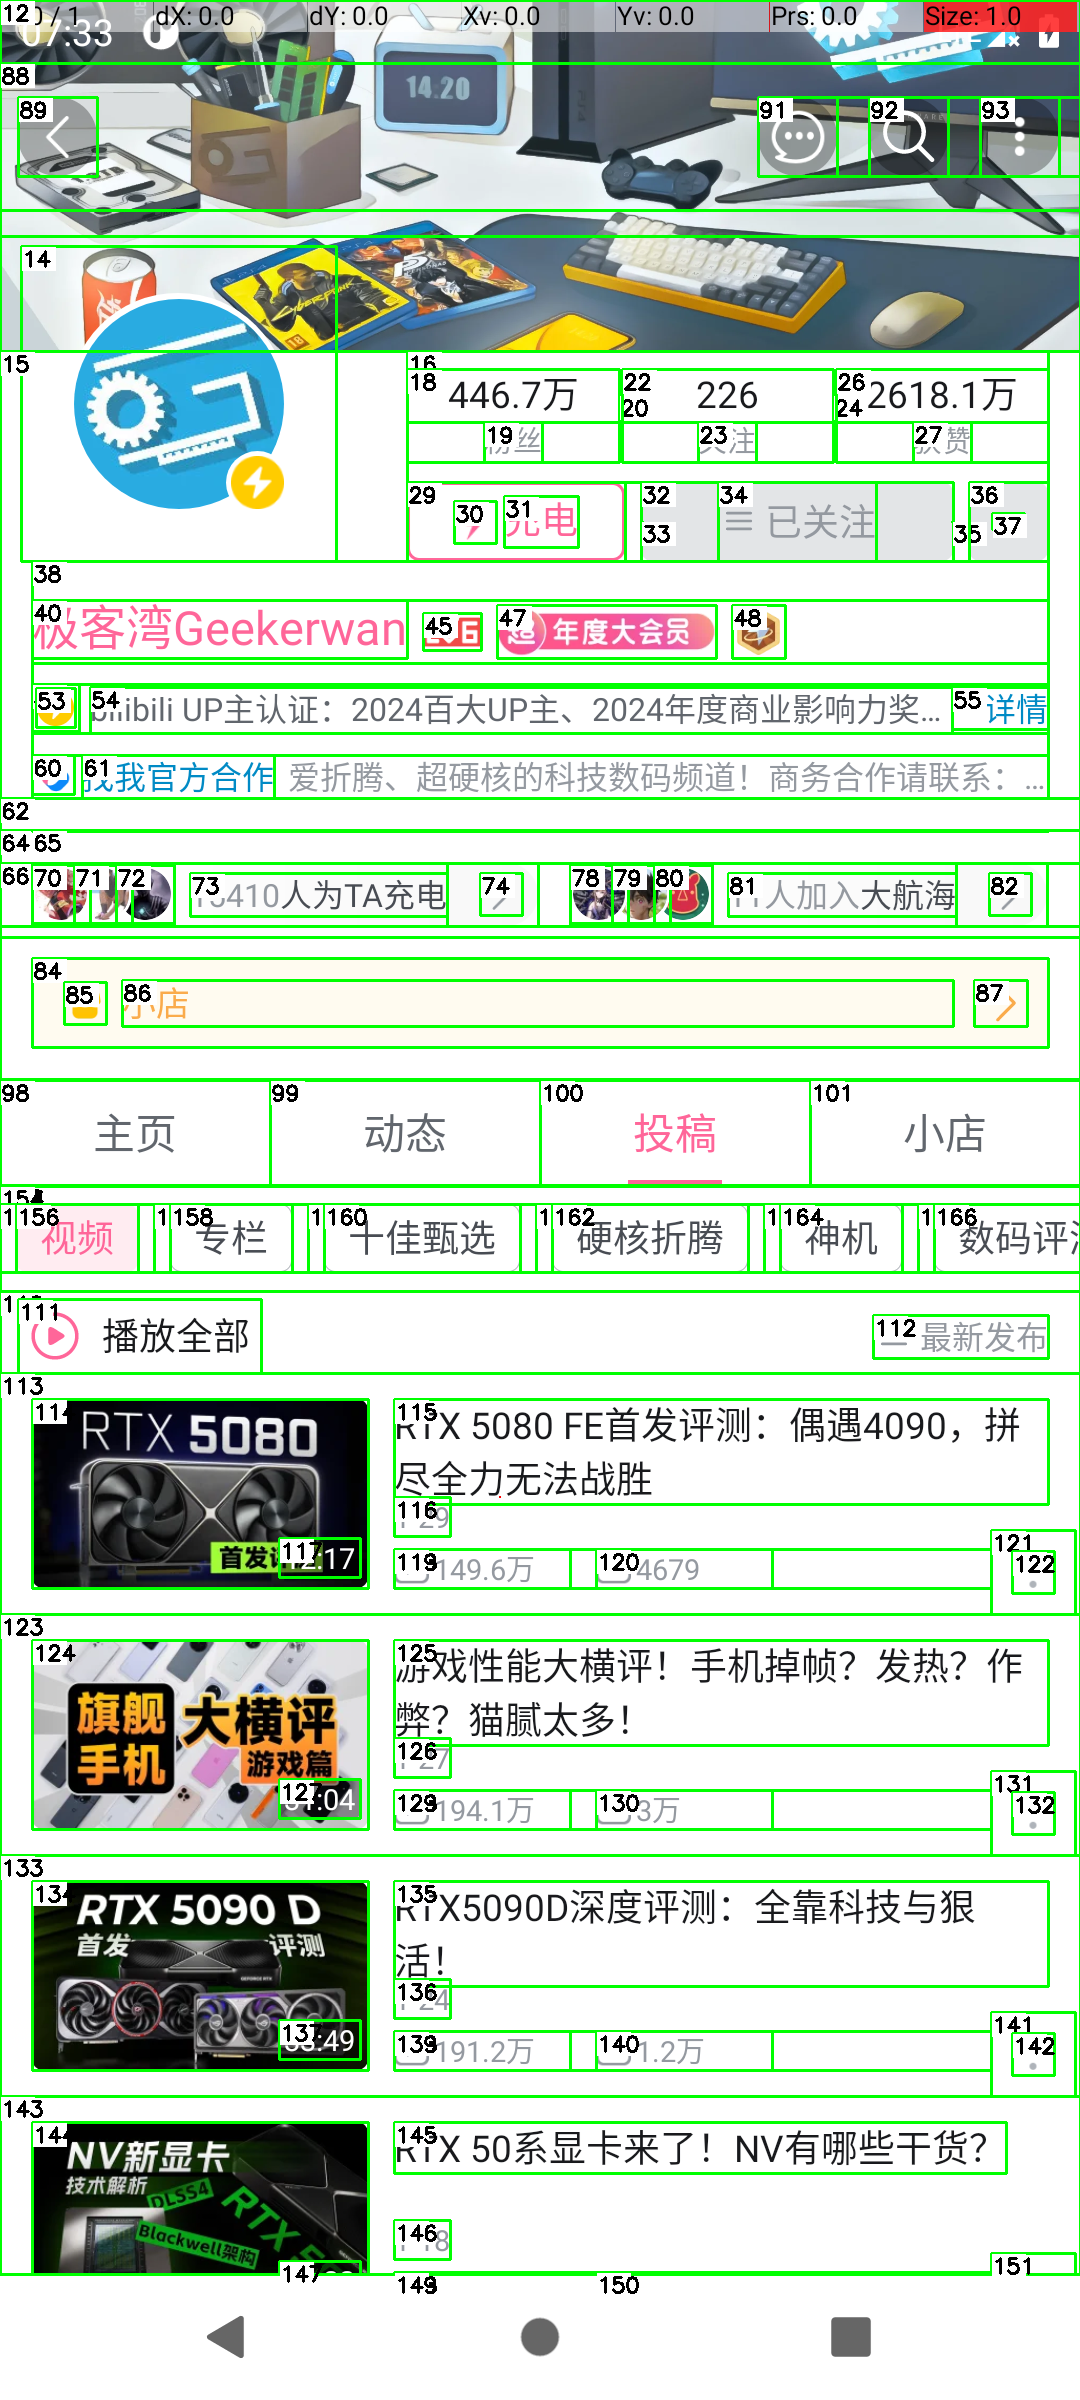 12 / 1 dX: 0.0 dY: 0.0 Xv: 0.0 Yv: 0.0 Prs: 0.0 Size: 1.0
07:33
14.20
88
89 91 92 93
14
CYBERPUNK
15 16
18 446.7万 22 226 26 2618.1万
20 24
19 粉丝 23 关注 27 获赞
29 30 31 充电 32 33 34 已关注 35 36 37
38
40 极客湾Geekerwan 45 47 年度大会员 48
53 54 bilibili UP主认证：2024百大UP主、2024年度商业影响力奖... 55 详情
60 61 找我官方合作 爱折腾、超硬核的科技数码频道！商务合作请联系：...
62
64 65
66 70 71 72 73 410人为TA充电 74 78 79 80 81 11人加入大航海 82
84
85 86 小店 87
98 主页 99 动态 100 投稿 101 小店
154
156 视频 158 专栏 160 十佳甄选 162 硬核折腾 164 神机 166 数码评测
111 播放全部 112 最新发布
113
114 RTX 5080 首发评 117 12:17
115 RTX 5080 FE首发评测：偶遇4090，拼
尽全力无法战胜
116 1-29
119 149.6万 120 4679 121 122
123
124 旗舰手机 大横评 游戏篇 127 :04
125 游戏性能大横评！手机掉帧？发热？作
弊？猫腻太多！
126 1-27
129 194.1万 130 3万 131 132
133
134 RTX 5090 D 首发 评测 137 :49
135 RTX5090D深度评测：全靠科技与狠
活！
136 1-24
139 191.2万 140 1.2万 141 142
143
144 NV新显卡 技术解析 DLSS4 Blackwell架构 RTX 147
145 RTX 50系显卡来了！NV有哪些干货？
146
149 150 151